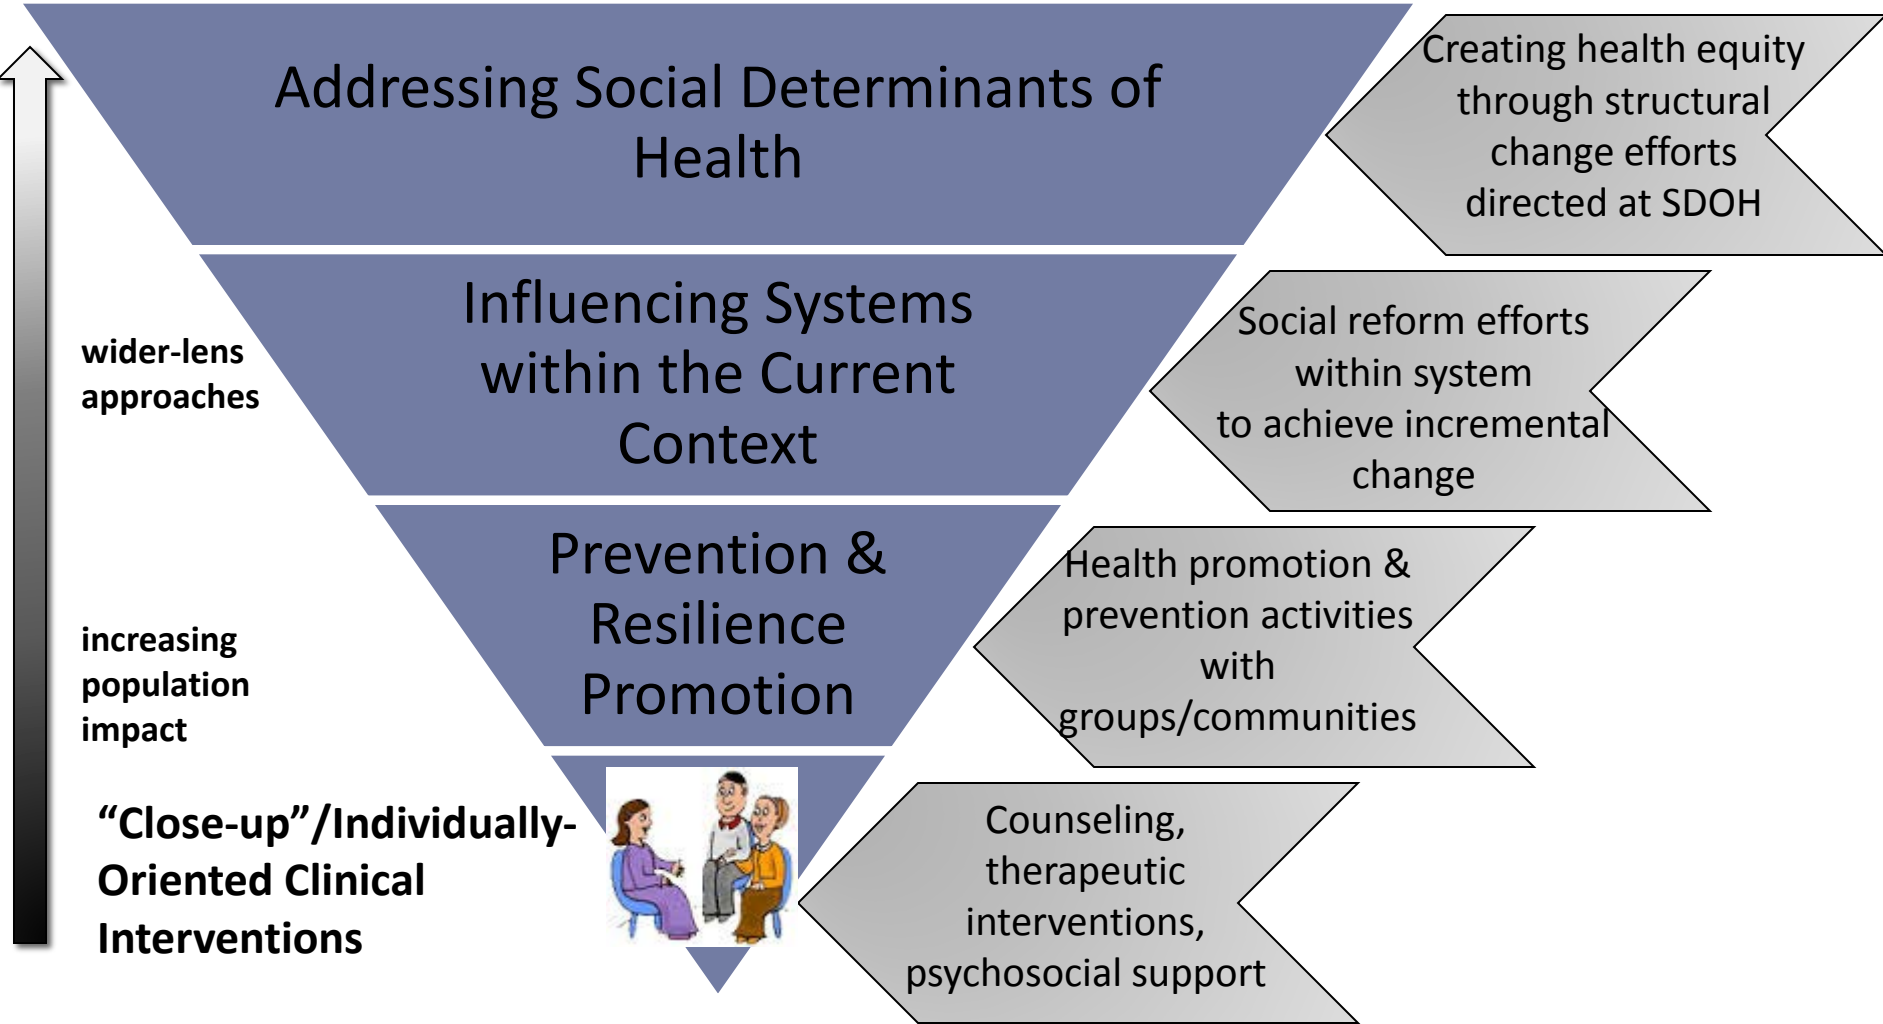 Addressing Social Determinants of
Health
Creating health equity
through structural
change efforts
directed at SDOH
Influencing Systems
within the Current
Context
Social reform efforts
within system
to achieve incremental
change
wider-lens
approaches
Prevention &
Resilience
Promotion
Health promotion &
prevention activities
with
groups/communities
increasing
population
impact
“Close-up”/Individually-
Oriented Clinical
Interventions
Counseling,
therapeutic
interventions,
psychosocial support